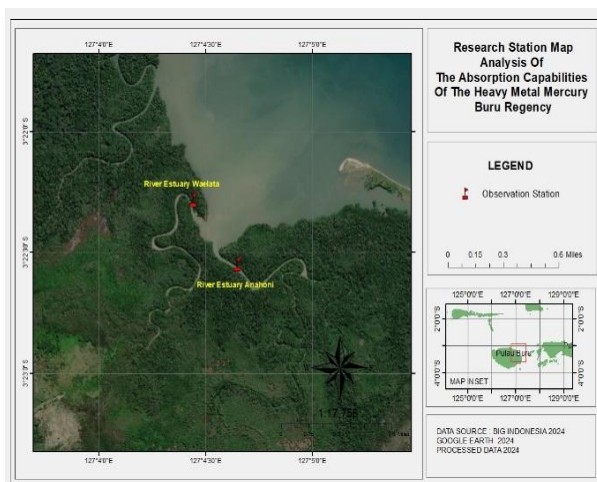 127°4'0"E 127°4'30"E 127°5'0"E
3°22'0"S
3°22'30"S
3°23'0"S
River Estuary Waelata
River Estuary Anahoni
127°4'0"E 127°4'30"E 127°5'0"E
Research Station Map
Analysis Of
The Absorption Capabilities
Of The Heavy Metal Mercury
Buru Regency
LEGEND
Observation Station
0 0.15 0.3 0.6 Miles
125°0'0"E 127°0'0"E 129°0'0"E
2°0'0"S
4°0'0"S
Pulau Buru
MAP INSET
125°0'0"E 127°0'0"E 129°0'0"E
DATA SOURCE : BIG INDONESIA 2024
GOOGLE EARTH 2024
PROCESSED DATA 2024